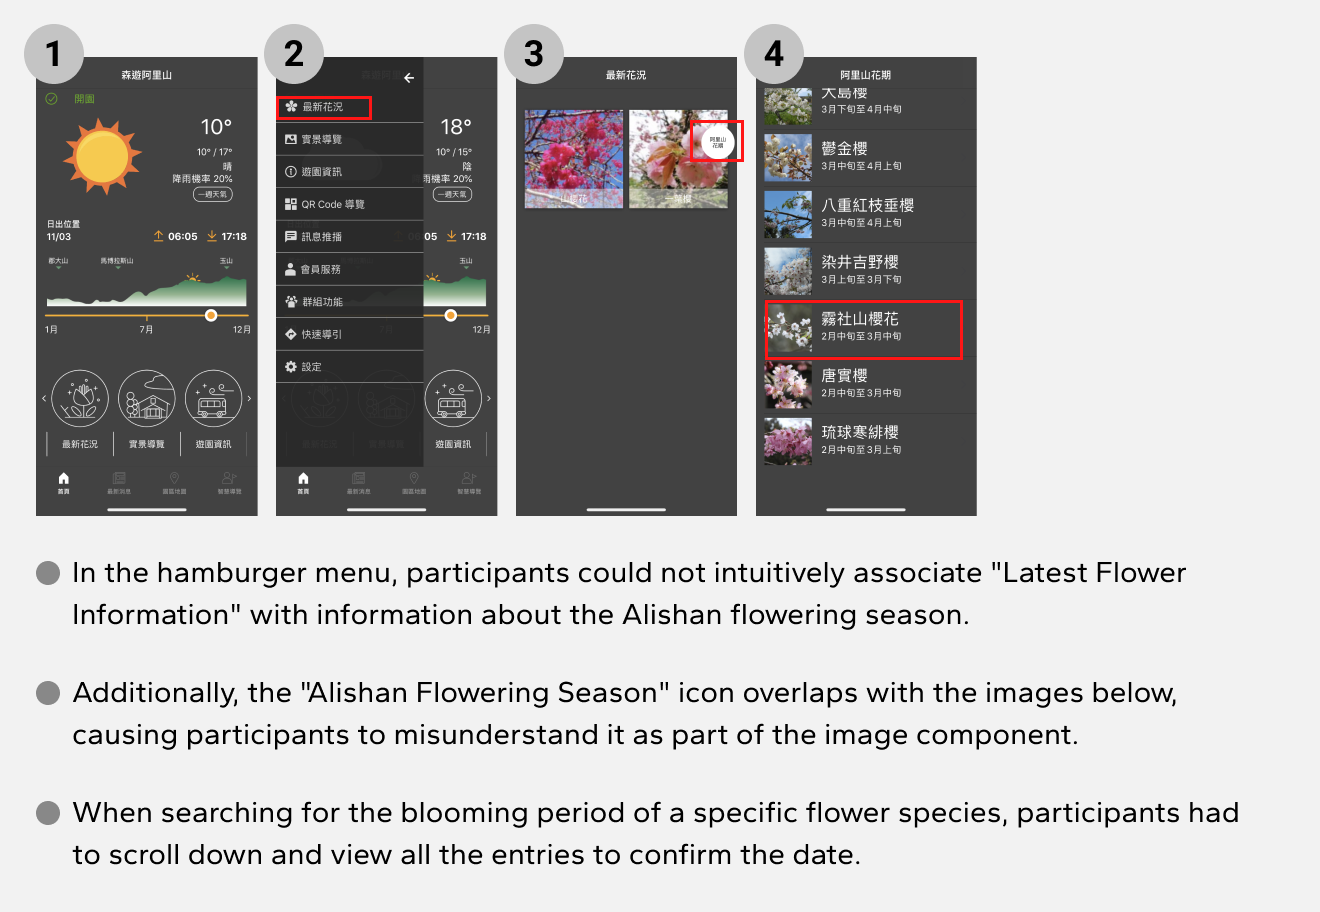 1
森遊阿里山
開園
10°
10° / 17°
晴
降雨機率 20%
一週天氣
日出位置
11/03
06:05
17:18
郡大山
馬博拉斯山
玉山
1月
7月
12月
最新花況
實景導覽
遊園資訊
首頁
最新消息
園區地圖
智慧導覽
2
最新花況
實景導覽
遊園資訊
QR Code 導覽
訊息推播
會員服務
群組功能
快速導引
設定
18°
10° / 15°
陰
雨機率 20%
一週天氣
05
17:18
玉山
12月
遊園資訊
首頁
最新消息
園區地圖
智慧導覽
3
最新花況
阿里山
花期
山櫻花
一葉櫻
4
阿里山花期
大島櫻
3月下旬至4月中旬
鬱金櫻
3月中旬至4月上旬
八重紅枝垂櫻
3月中旬至4月上旬
染井吉野櫻
3月上旬至3月下旬
霧社山櫻花
2月中旬至3月中旬
唐實櫻
2月中旬至3月中旬
琉球寒緋櫻
2月中旬至3月上旬
In the hamburger menu, participants could not intuitively associate "Latest Flower
Information" with information about the Alishan flowering season.
Additionally, the "Alishan Flowering Season" icon overlaps with the images below,
causing participants to misunderstand it as part of the image component.
When searching for the blooming period of a specific flower species, participants had
to scroll down and view all the entries to confirm the date.